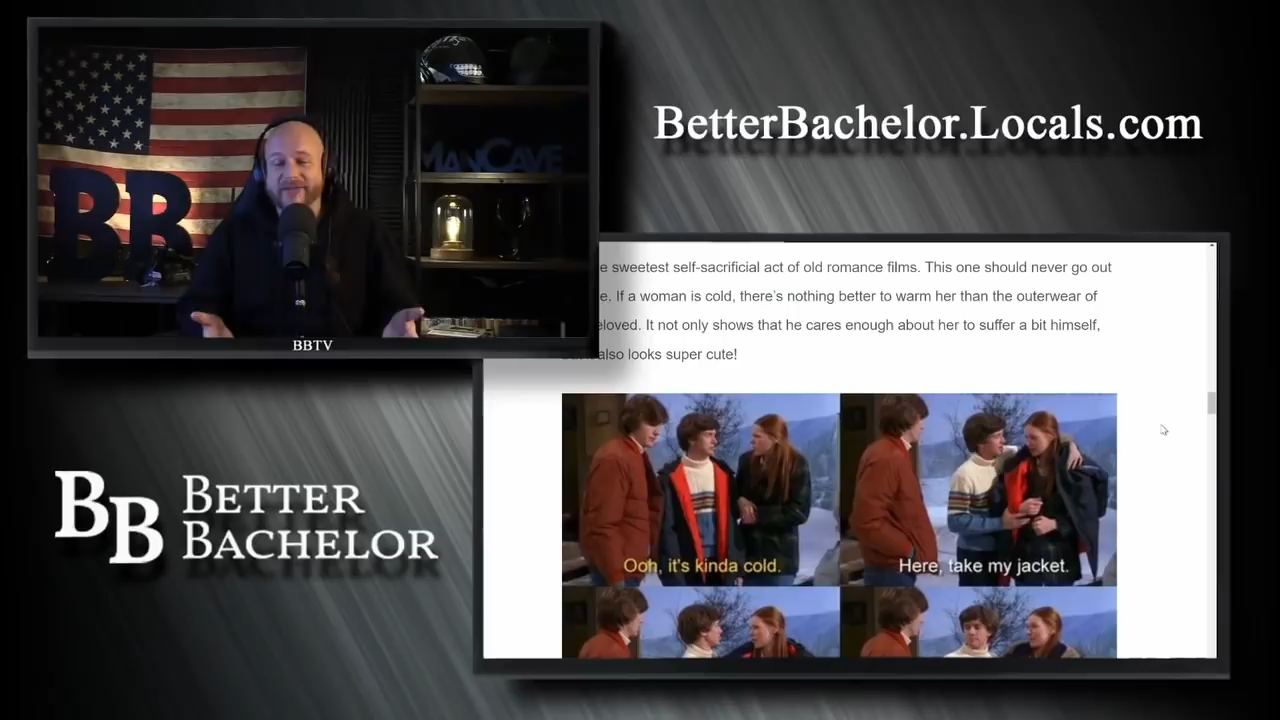 BetterBachelor.Locals.com
BB
MANCAVE
BBTV
sweetest self-sacrificial act of old romance films. This one should never go out
If a woman is cold, there's nothing better to warm her than the outerwear of
It not only shows that he cares enough about her to suffer a bit himself,
also looks super cute!
Ooh, it's kinda cold.
Here, take my jacket.
BB BETTER
BACHELOR